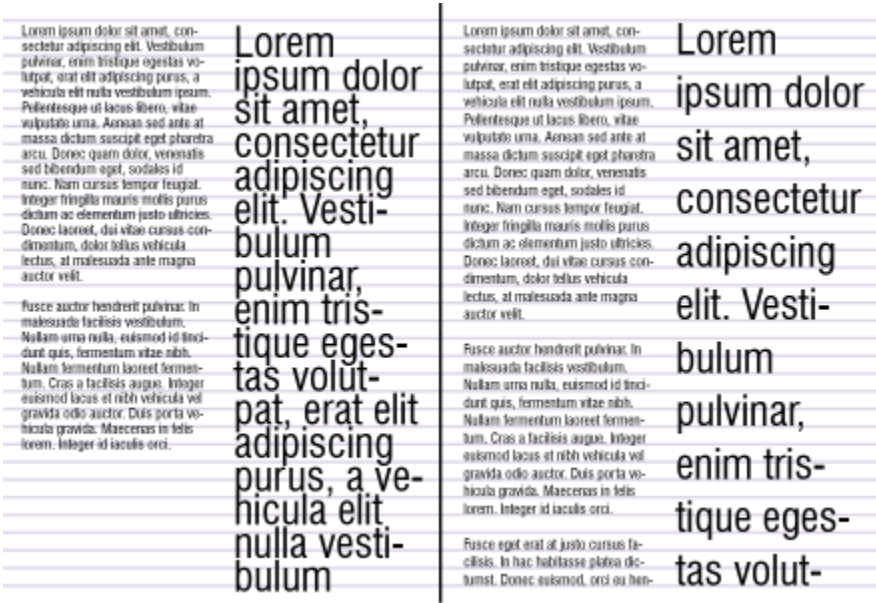 Lorem ipsum dolor sit amet, con-
sectetur adipiscing elit. Vestibulum
pulvinar, enim tristique egestas vo-
lutpat, erat elit adipiscing purus, a
vehicula elit nulla vestibulum ipsum.
Pellentesque ut lacus libero, vitae
vulputate urna. Aenean sed ante at
massa dictum suscipit eget pharetra
arcu. Donec quam dolor, venenatis
sed bibendum eget, sodales id
nunc. Nam cursus tempor feugiat.
Integer fringilla mauris mollis purus
dictum ac elementum justo ultricies.
Donec laoreet, dui vitae cursus con-
dimentum, dolor tellus vehicula
lectus, at malesuada ante magna
auctor velit.
Fusce auctor hendrerit pulvinar. In
malesuada facilisis vestibulum.
Nullam urna nulla, euismod id tinci-
dunt quis, fermentum vitae nibh.
Nullam fermentum laoreet fermen-
tum. Cras a facilisis augue. Integer
euismod lacus et nibh vehicula vel
gravida odio auctor. Duis porta ve-
hicula gravida. Maecenas in felis
lorem. Integer id iaculis orci.
Lorem
ipsum dolor
sit amet,
consectetur
adipiscing
elit. Vesti-
bulum
pulvinar,
enim tris-
tique eges-
tas volut-
pat, erat elit
adipiscing
purus, a ve-
hicula elit
nulla vesti-
bulum
Lorem ipsum dolor sit amet, con-
sectetur adipiscing elit. Vestibulum
pulvinar, enim tristique egestas vo-
lutpat, erat elit adipiscing purus, a
vehicula elit nulla vestibulum ipsum.
Pellentesque ut lacus libero, vitae
vulputate urna. Aenean sed ante at
massa dictum suscipit eget pharetra
arcu. Donec quam dolor, venenatis
sed bibendum eget, sodales id
nunc. Nam cursus tempor feugiat.
Integer fringilla mauris mollis purus
dictum ac elementum justo ultricies.
Donec laoreet, dui vitae cursus con-
dimentum, dolor tellus vehicula
lectus, at malesuada ante magna
auctor velit.
Fusce auctor hendrerit pulvinar. In
malesuada facilisis vestibulum.
Nullam urna nulla, euismod id tinci-
dunt quis, fermentum vitae nibh.
Nullam fermentum laoreet fermen-
tum. Cras a facilisis augue. Integer
euismod lacus et nibh vehicula vel
gravida odio auctor. Duis porta ve-
hicula gravida. Maecenas in felis
lorem. Integer id iaculis orci.
Fusce eget erat at justo cursus fa-
cilisis. In hac habitasse platea dic-
tumst. Donec euismod, orci eu hen-
Lorem
ipsum dolor
sit amet,
consectetur
adipiscing
elit. Vesti-
bulum
pulvinar,
enim tris-
tique eges-
tas volut-